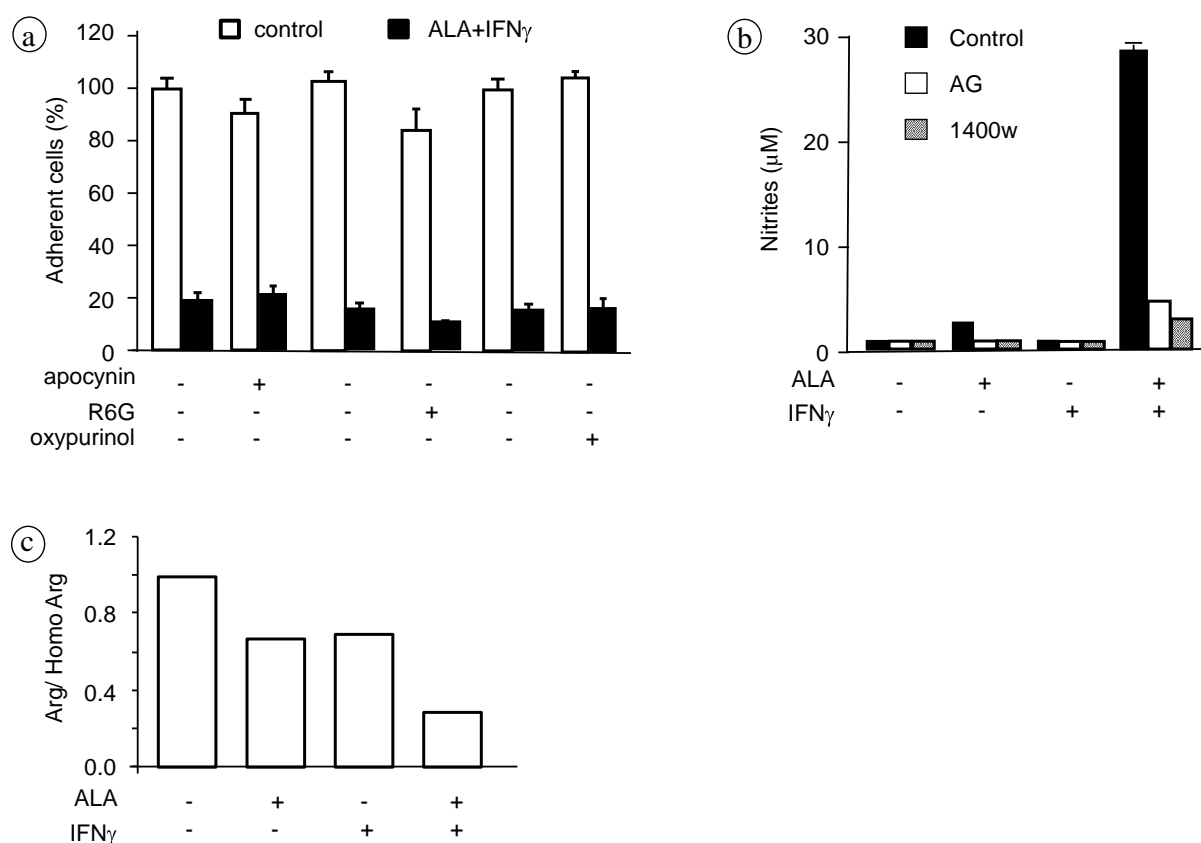 a
control ALA+IFNγ
Adherent cells (%)
120
100
80
60
40
20
0
apocynin - + - - - -
R6G - - - + - -
oxypurinol - - - - - +
b
Control
AG
1400w
Nitrites (μM)
30
20
10
0
ALA - + - +
IFNγ - - + +
c
Arg/ Homo Arg
1.2
0.8
0.4
0.0
ALA - + - +
IFNγ - - + +